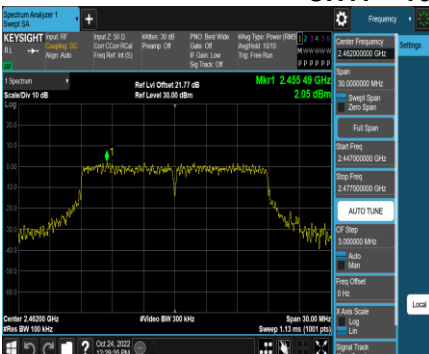 Spectrum Analyzer 1
Swept SA
Frequency
KEYSIGHT Input: RF
Coupling: DC
Align: Auto
Input Z: 50 Ω
Corr CCorr RCal
Freq Ref: Int (S)
#Atten: 30 dB
Preamp: Off
PNO: Best Wide
Gate: Off
IF Gain: Low
Sig Track: Off
#Avg Type: Power (RMS)
Avg|Hold: 10/10
Trig: Free Run
1 2 3 4 5 6
M W W W W W
P P P P P P
RL
1 Spectrum
Scale/Div 10 dB
Log
Ref Lvl Offset 21.77 dB
Ref Level 30.00 dBm
Mkr1 2.455 49 GHz
2.05 dBm
1
20.0
10.0
0.00
-10.0
-20.0
-30.0
-40.0
-50.0
-60.0
Center 2.46200 GHz
#Res BW 100 kHz
#Video BW 300 kHz
Span 30.00 MHz
Sweep 1.13 ms (1001 pts)
Oct 24, 2022
12:29:35 PM
Center Frequency
2.462000000 GHz
Settings
Span
30.0000000 MHz
Swept Span
Zero Span
Full Span
Start Freq
2.447000000 GHz
Stop Freq
2.477000000 GHz
AUTO TUNE
CF Step
3.000000 MHz
Auto
Man
Freq Offset
0 Hz
X Axis Scale
Log
Lin
Signal Track
Local